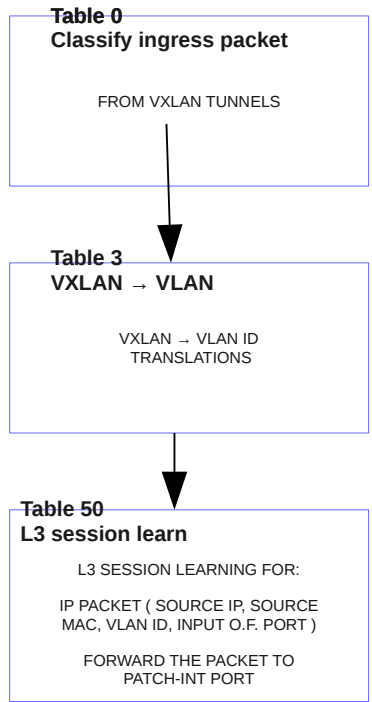 Table 0
Classify ingress packet
FROM VXLAN TUNNELS
Table 3
VXLAN → VLAN
VXLAN → VLAN ID
TRANSLATIONS
Table 50
L3 session learn
L3 SESSION LEARNING FOR:
IP PACKET ( SOURCE IP, SOURCE
MAC, VLAN ID, INPUT O.F. PORT )
FORWARD THE PACKET TO
PATCH-INT PORT